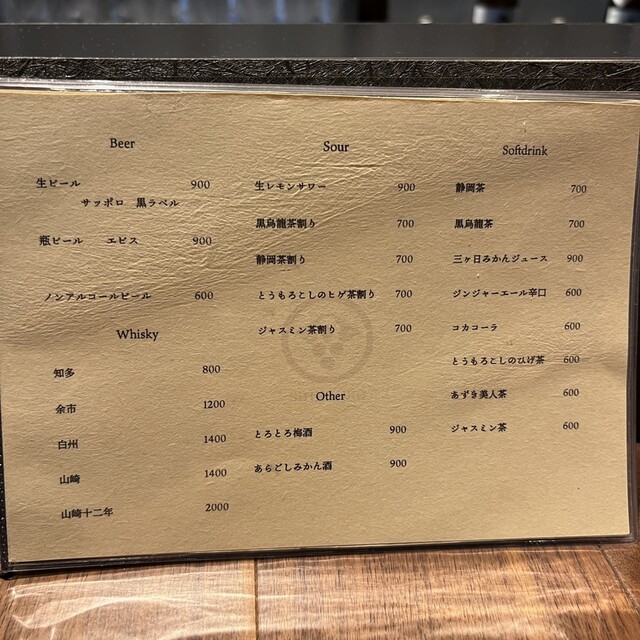 Beer
生ビール 900
サッポロ 黒ラベル
瓶ビール ヱビス 900
ノンアルコールビール 600
Whisky
知多 800
余市 1200
白州 1400
山崎 1400
山崎十二年 2000
Sour
生レモンサワー 900
黒烏龍茶割り 700
静岡茶割り 700
とうもろこしのヒゲ茶割り 700
ジャスミン茶割り 700
Other
とろとろ梅酒 900
あらごしみかん酒 900
Softdrink
静岡茶 700
黒烏龍茶 700
三ヶ日みかんジュース 900
ジンジャーエール辛口 600
コカコーラ 600
とうもろこしのひげ茶 600
あずき美人茶 600
ジャスミン茶 600